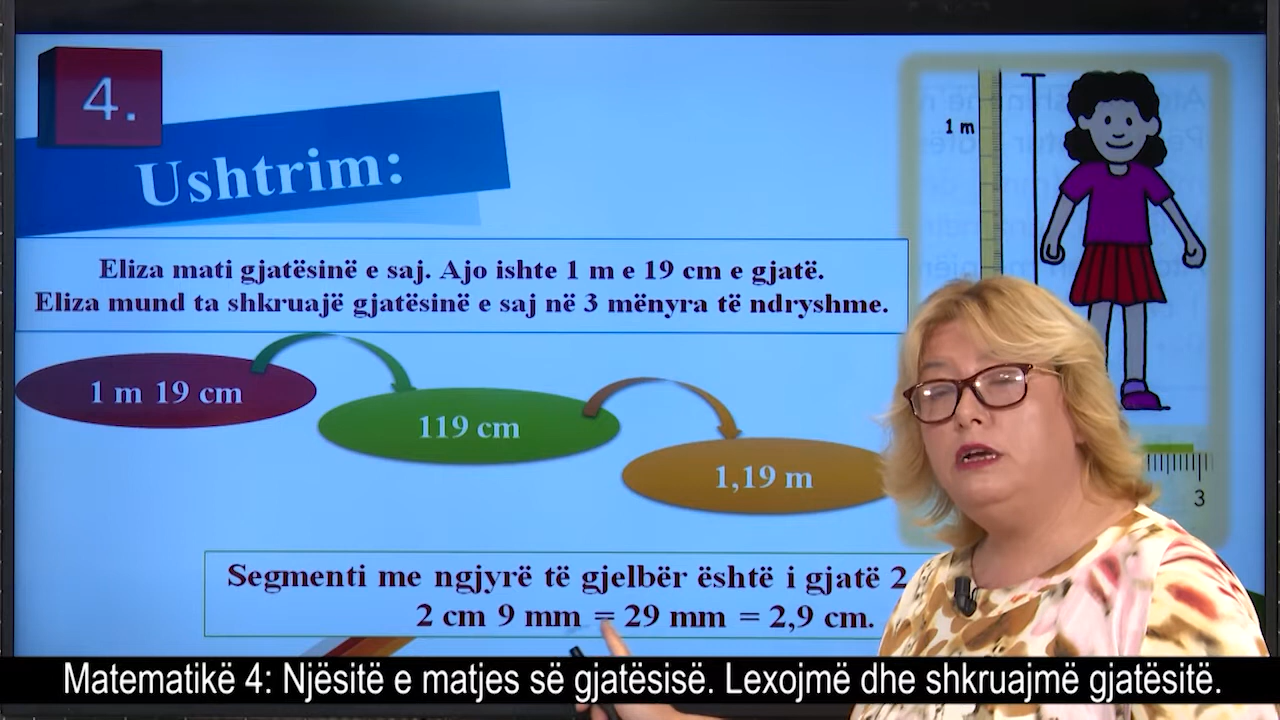 4.
Ushtrim:
1 m
Eliza mati gjatësinë e saj. Ajo ishte 1 m e 19 cm e gjatë.
Eliza mund ta shkruajë gjatësinë e saj në 3 mënyra të ndryshme.
1 m 19 cm
119 cm
1,19 m
3
Segmenti me ngjyrë të gjelbër është i gjatë 2
2 cm 9 mm = 29 mm = 2,9 cm.
Matematikë 4: Njësitë e matjes së gjatësisë. Lexojmë dhe shkruajmë gjatësitë.